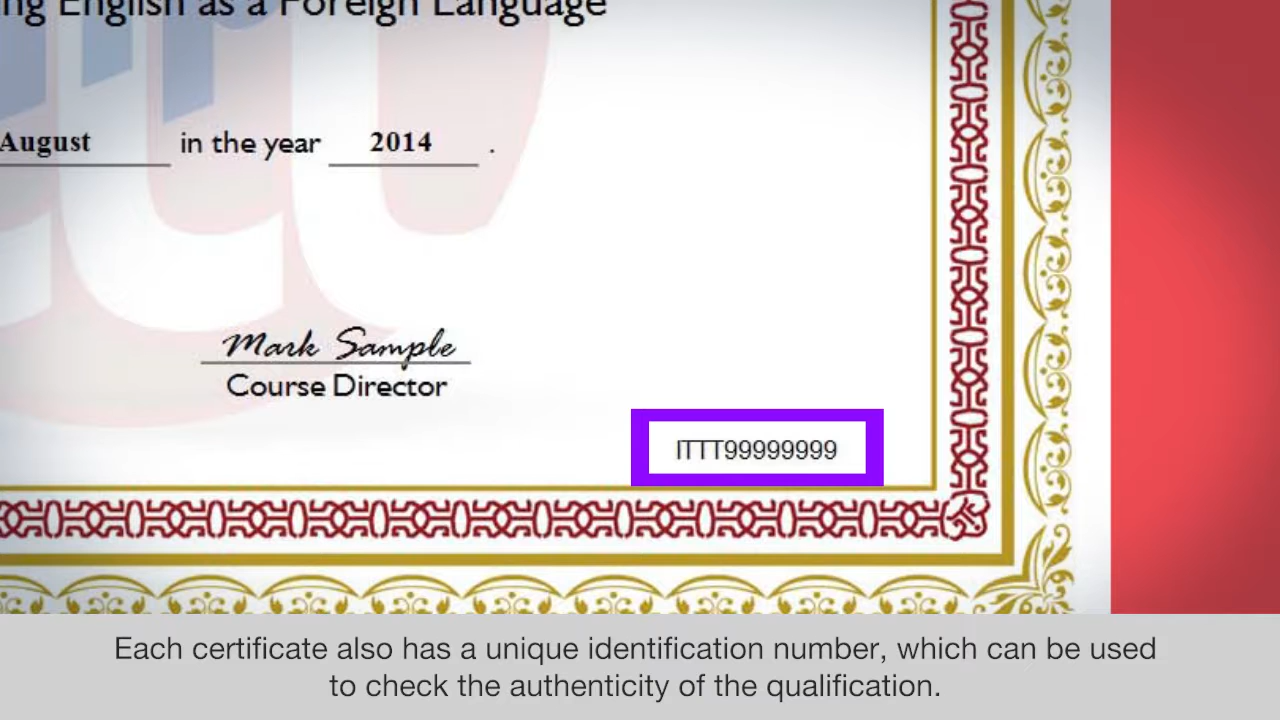 ng English as a Foreign Language
August in the year 2014 .
Mark Sample
Course Director
ITTT99999999
Each certificate also has a unique identification number, which can be used
to check the authenticity of the qualification.